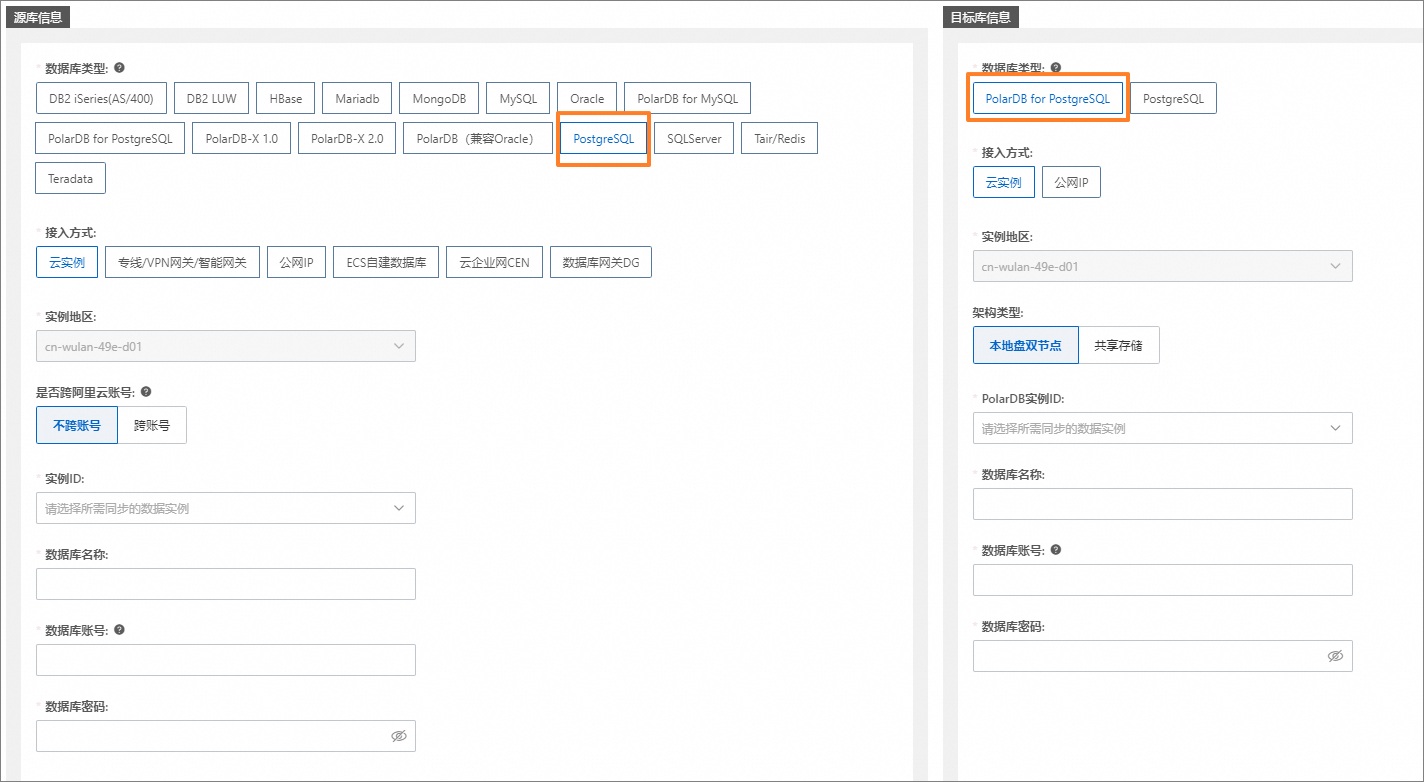 源库信息
* 数据库类型:
DB2 iSeries(AS/400) DB2 LUW HBase Mariadb MongoDB MySQL Oracle PolarDB for MySQL
PolarDB for PostgreSQL PolarDB-X 1.0 PolarDB-X 2.0 PolarDB（兼容Oracle） PostgreSQL SQLServer Tair/Redis
Teradata
* 接入方式:
云实例 专线/VPN网关/智能网关 公网IP ECS自建数据库 云企业网CEN 数据库网关DG
* 实例地区:
cn-wulan-49e-d01
是否跨阿里云账号:
不跨账号 跨账号
* 实例ID:
请选择所需同步的数据实例
* 数据库名称:
* 数据库账号:
* 数据库密码:
目标库信息
* 数据库类型:
PolarDB for PostgreSQL PostgreSQL
* 接入方式:
云实例 公网IP
* 实例地区:
cn-wulan-49e-d01
架构类型:
本地盘双节点 共享存储
* PolarDB实例ID:
请选择所需同步的数据实例
* 数据库名称:
* 数据库账号:
* 数据库密码: